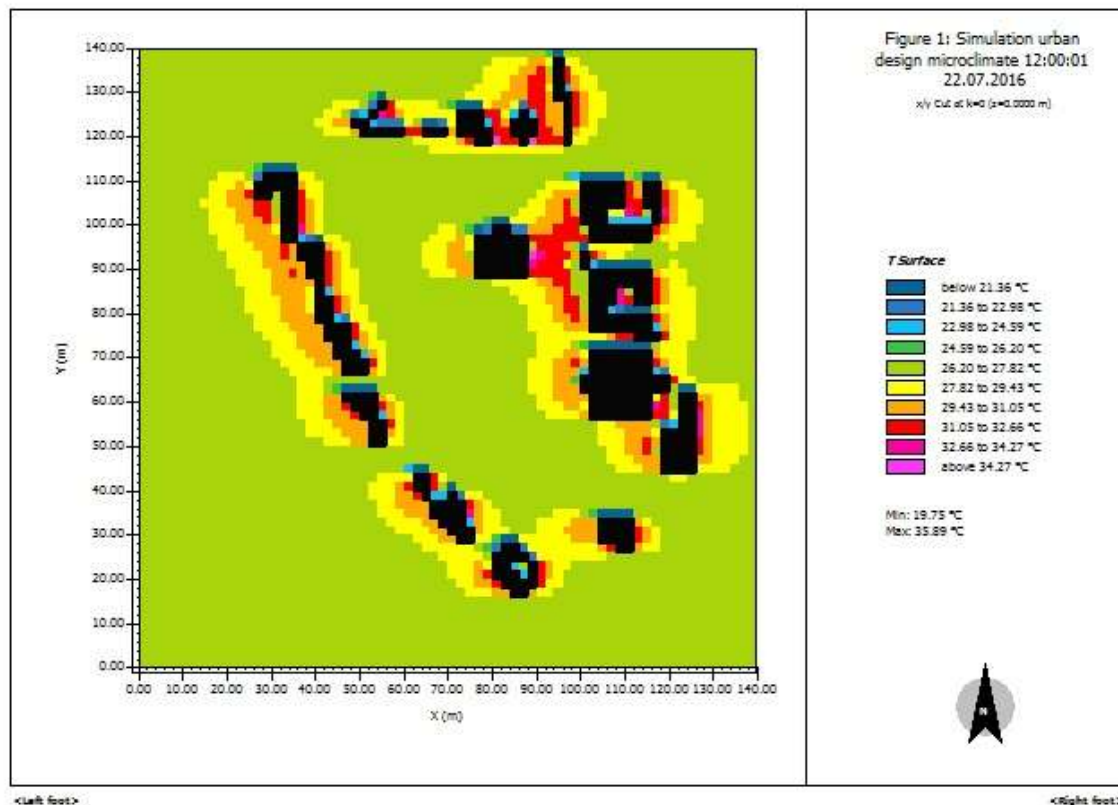 Figure 1: Simulation urban
design microclimate 12:00:01
22.07.2016
x/y Cut at k=0 (z=0.0000 m)
140.00
130.00
120.00
110.00
100.00
90.00
80.00
70.00
60.00
50.00
40.00
30.00
20.00
10.00
0.00
Y (m)
0.00 10.00 20.00 30.00 40.00 50.00 60.00 70.00 80.00 90.00 100.00 110.00 120.00 130.00 140.00
X (m)
T Surface
below 21.36 °C
21.36 to 22.98 °C
22.98 to 24.59 °C
24.59 to 26.20 °C
26.20 to 27.82 °C
27.82 to 29.43 °C
29.43 to 31.05 °C
31.05 to 32.66 °C
32.66 to 34.27 °C
above 34.27 °C
Min: 19.75 °C
Max: 35.89 °C
N
<Left foot>
<Right foot>